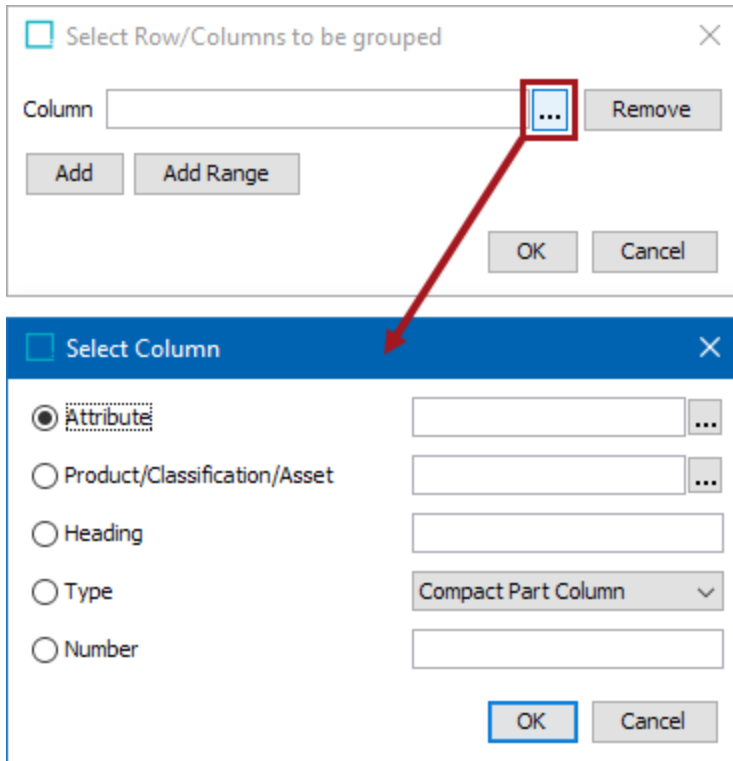 Select Row/Columns to be grouped
Column ... Remove
Add Add Range
OK Cancel
Select Column
Attribute ...
Product/Classification/Asset ...
Heading
Type Compact Part Column
Number
OK Cancel